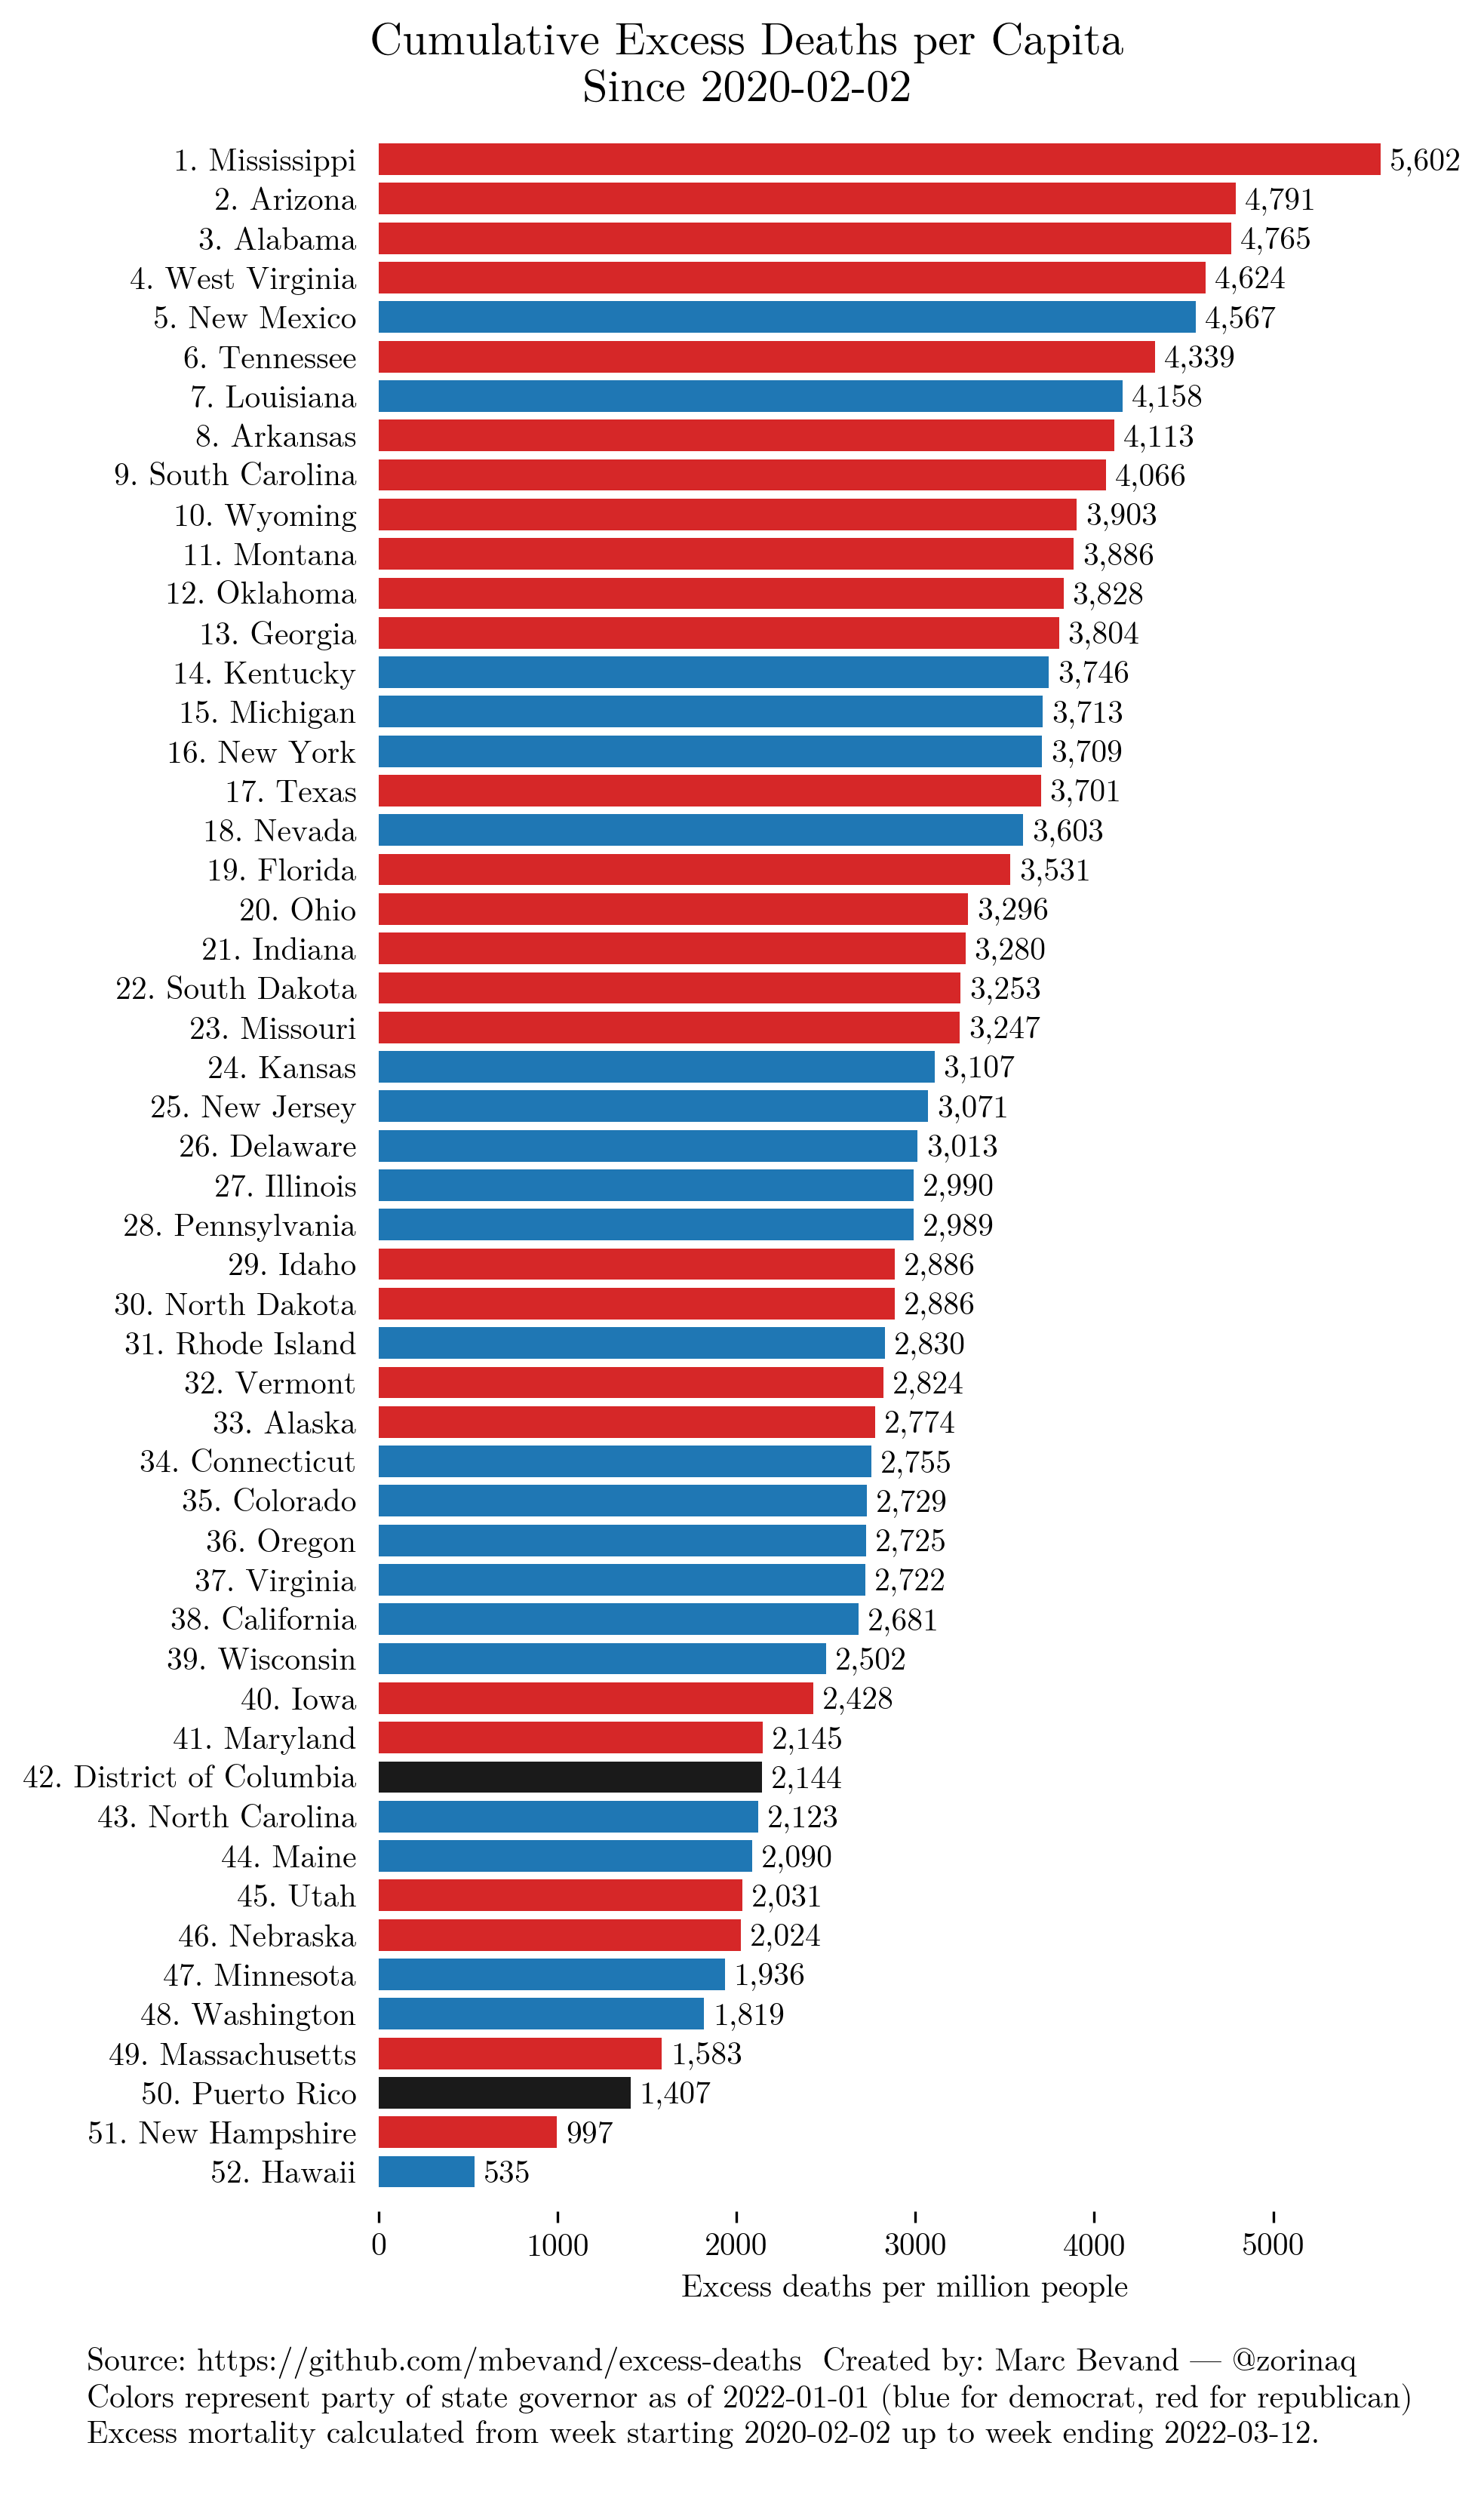 Cumulative Excess Deaths per Capita
Since 2020-02-02
1. Mississippi 5,602
2. Arizona 4,791
3. Alabama 4,765
4. West Virginia 4,624
5. New Mexico 4,567
6. Tennessee 4,339
7. Louisiana 4,158
8. Arkansas 4,113
9. South Carolina 4,066
10. Wyoming 3,903
11. Montana 3,886
12. Oklahoma 3,828
13. Georgia 3,804
14. Kentucky 3,746
15. Michigan 3,713
16. New York 3,709
17. Texas 3,701
18. Nevada 3,603
19. Florida 3,531
20. Ohio 3,296
21. Indiana 3,280
22. South Dakota 3,253
23. Missouri 3,247
24. Kansas 3,107
25. New Jersey 3,071
26. Delaware 3,013
27. Illinois 2,990
28. Pennsylvania 2,989
29. Idaho 2,886
30. North Dakota 2,886
31. Rhode Island 2,830
32. Vermont 2,824
33. Alaska 2,774
34. Connecticut 2,755
35. Colorado 2,729
36. Oregon 2,725
37. Virginia 2,722
38. California 2,681
39. Wisconsin 2,502
40. Iowa 2,428
41. Maryland 2,145
42. District of Columbia 2,144
43. North Carolina 2,123
44. Maine 2,090
45. Utah 2,031
46. Nebraska 2,024
47. Minnesota 1,936
48. Washington 1,819
49. Massachusetts 1,583
50. Puerto Rico 1,407
51. New Hampshire 997
52. Hawaii 535
0 1000 2000 3000 4000 5000
Excess deaths per million people
Source: https://github.com/mbevand/excess-deaths Created by: Marc Bevand — @zorinaq
Colors represent party of state governor as of 2022-01-01 (blue for democrat, red for republican)
Excess mortality calculated from week starting 2020-02-02 up to week ending 2022-03-12.